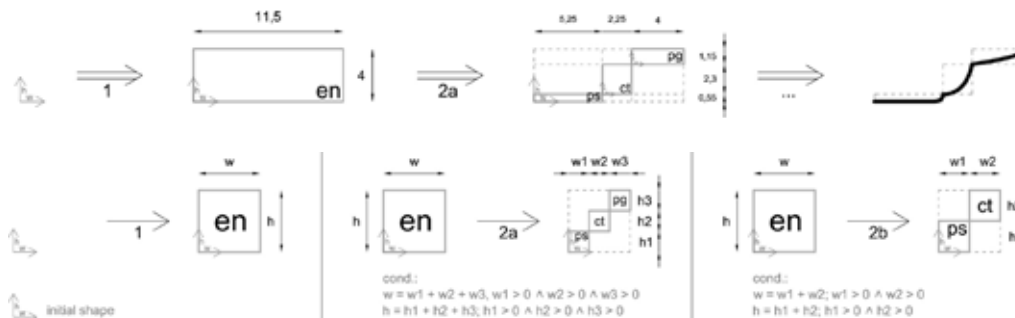 11,5
5,25 2,25 4
1
4
en
2a
ps ct pg
1,15
2,3
0,55
...
w
w
w1 w2 w3
w
w1 w2
1
en
h
h
en
2a
ps ct pg
h3
h2
h1
h
en
2b
ps ct
initial shape
cond.:
w = w1 + w2 + w3, w1 > 0 ∧ w2 > 0 ∧ w3 > 0
h = h1 + h2 + h3; h1 > 0 ∧ h2 > 0 ∧ h3 > 0
cond.:
w = w1 + w2; w1 > 0 ∧ w2 > 0
h = h1 + h2; h1 > 0 ∧ h2 > 0